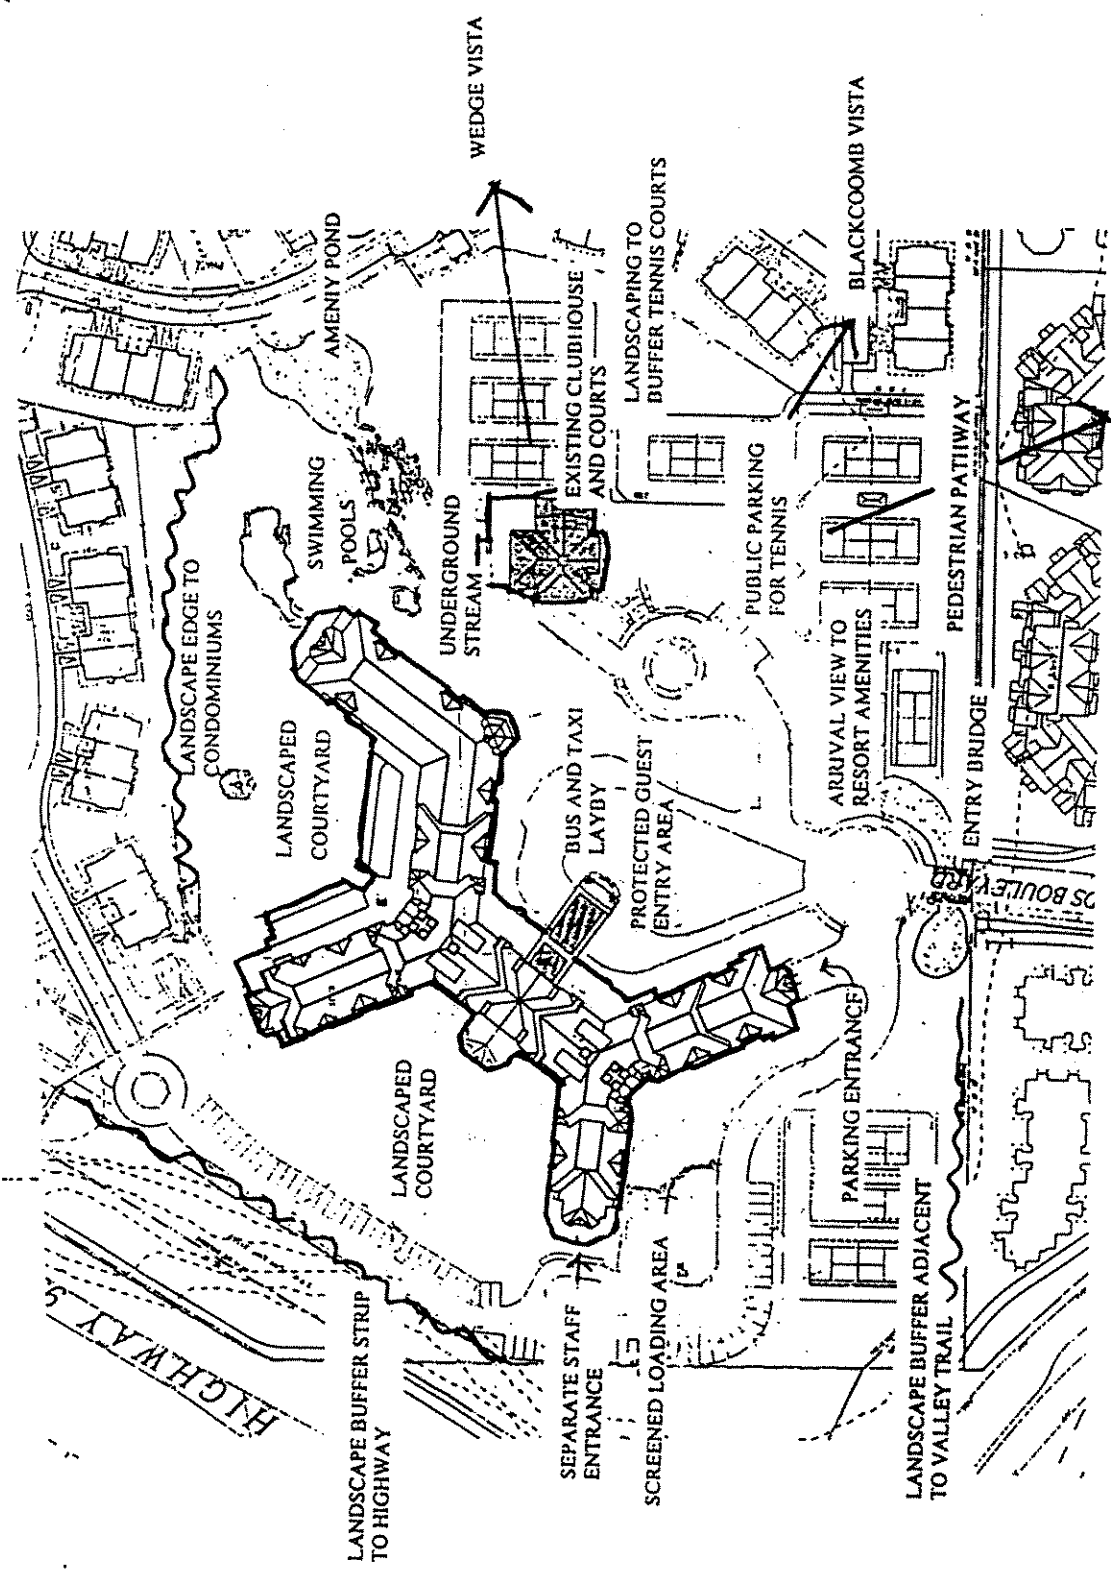 WEDGE VISTA
AMENIY POND
EXISTING CLUBHOUSE
AND COURTS
LANDSCAPING TO
BUFFER TENNIS COURTS
BLACKCOOMB VISTA
SWIMMING
POOLS
UNDERGROUND
STREAM
PUBLIC PARKING
FOR TENNIS
PEDESTRIAN PATHWAY
LANDSCAPE EDGE TO
CONDOMINIUMS
LANDSCAPED
COURTYARD
BUS AND TAXI
LAYBY
PROTECTED GUEST
ENTRY AREA
ARRIVAL VIEW TO
RESORT AMENITIES
ENTRY BRIDGE
LANDSCAPED
COURTYARD
PARKING ENTRANCE
HIGHWAY
LANDSCAPE BUFFER STRIP
TO HIGHWAY
SEPARATE STAFF
ENTRANCE
SCREENED LOADING AREA
LANDSCAPE BUFFER ADJACENT
TO VALLEY TRAIL